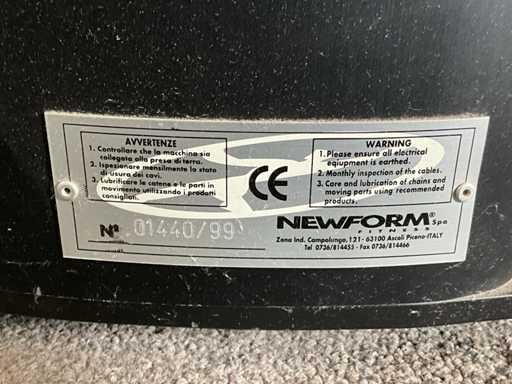 AVVERTENZE
1. Controllare che la macchina sia
collegata alla presa di terra.
2. Ispezionare mensilmente lo stato
di usura dei cavi.
3. Lubrificare le catene e le parti in
movimento utilizzando i prodotti
consigliati.
WARNING
1. Please ensure all electrical
eqiupment is earthed.
2. Monthly inspection of the cables.
3. Care and lubrication of chains and
moving parts using recommended
products.
CE
N° 01440/99
NEWFORM® Spa
FITNESS
Zona Ind. Campolungo, 121 - 63100 Ascoli Piceno-ITALY
Tel 0736/814455 - Fax 0736/814466